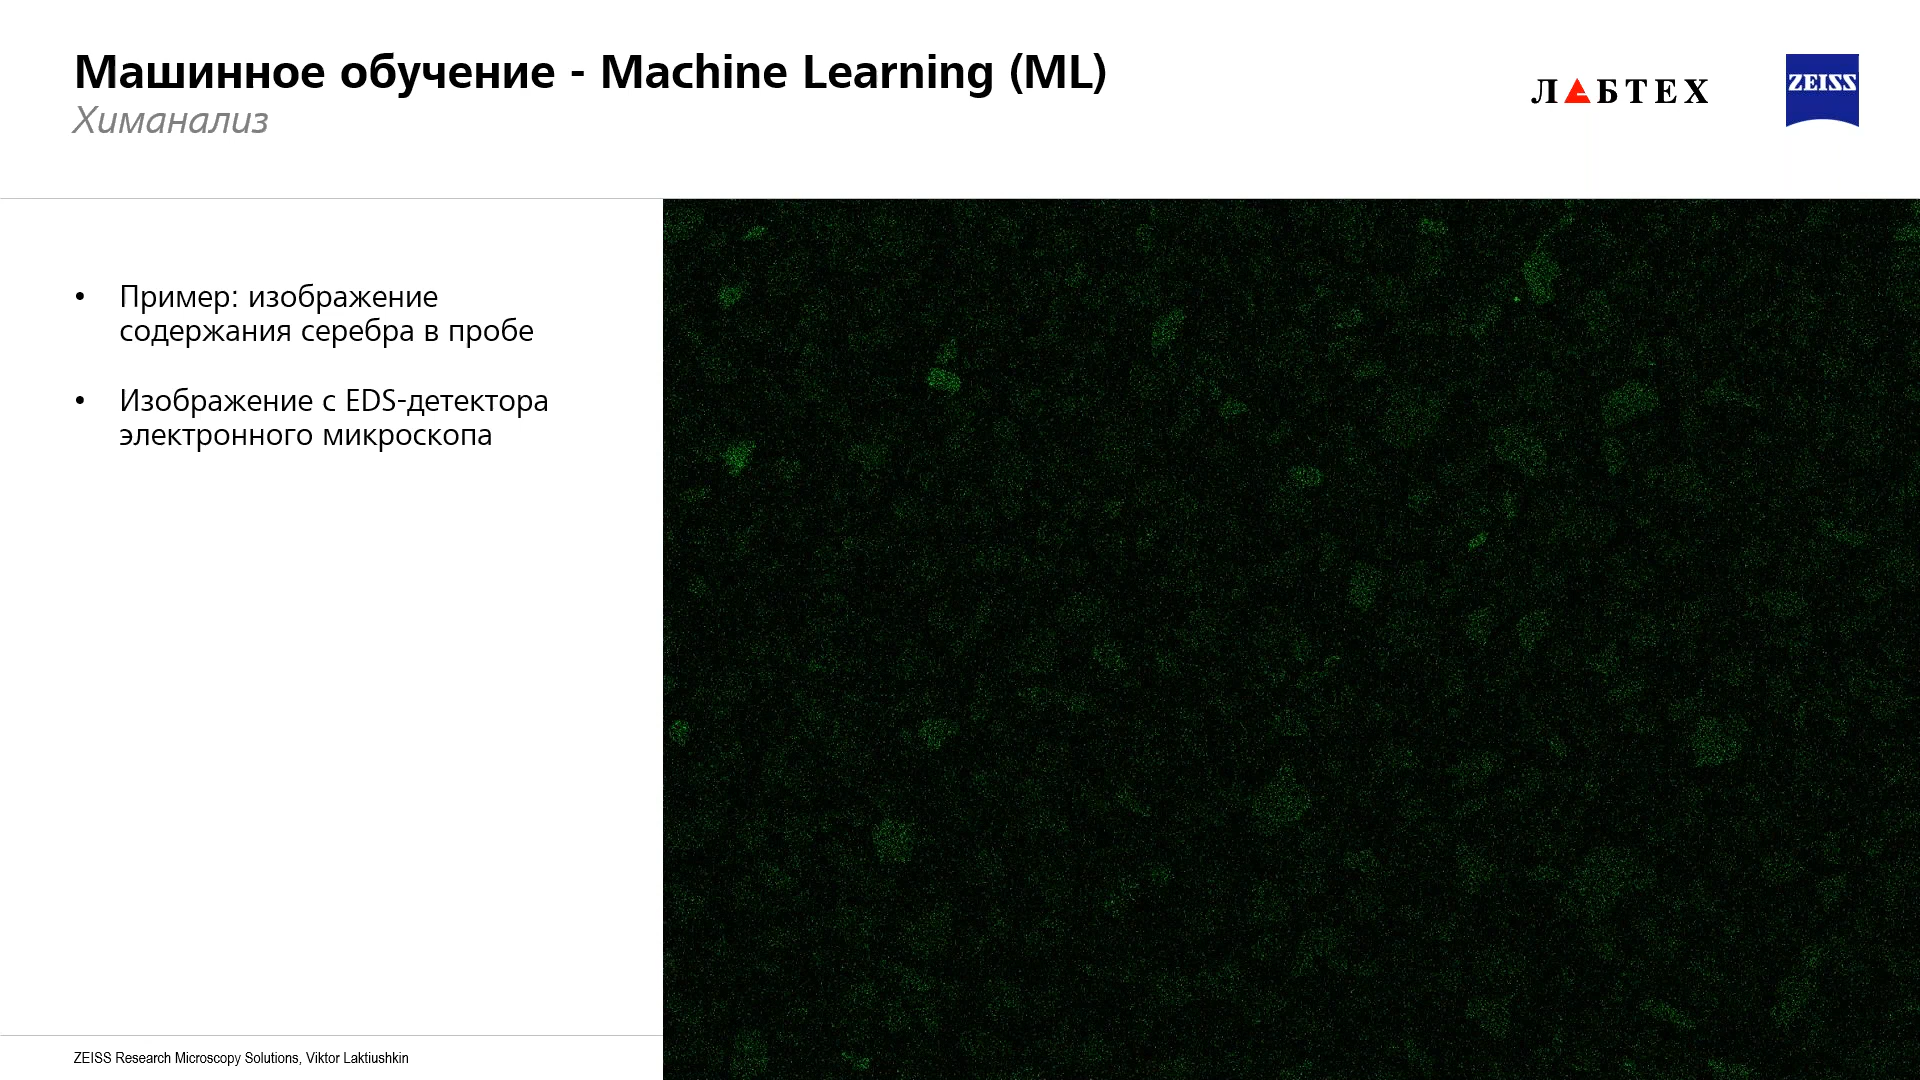 Машинное обучение - Machine Learning (ML)
Химанализ
ЛАБТЕХ
ZEISS
• Пример: изображение
содержания серебра в пробе
• Изображение с EDS-детектора
электронного микроскопа
ZEISS Research Microscopy Solutions, Viktor Laktiushkin